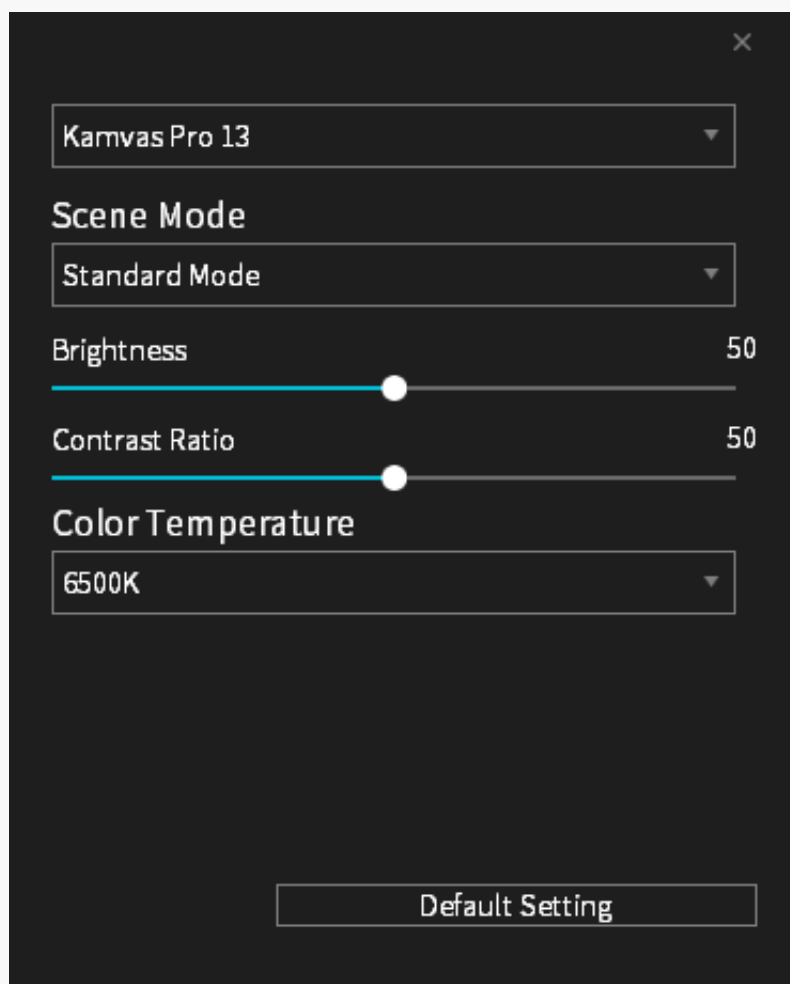 Kamvas Pro 13
Scene Mode
Standard Mode
Brightness 50
Contrast Ratio 50
Color Temperature
6500K
Default Setting